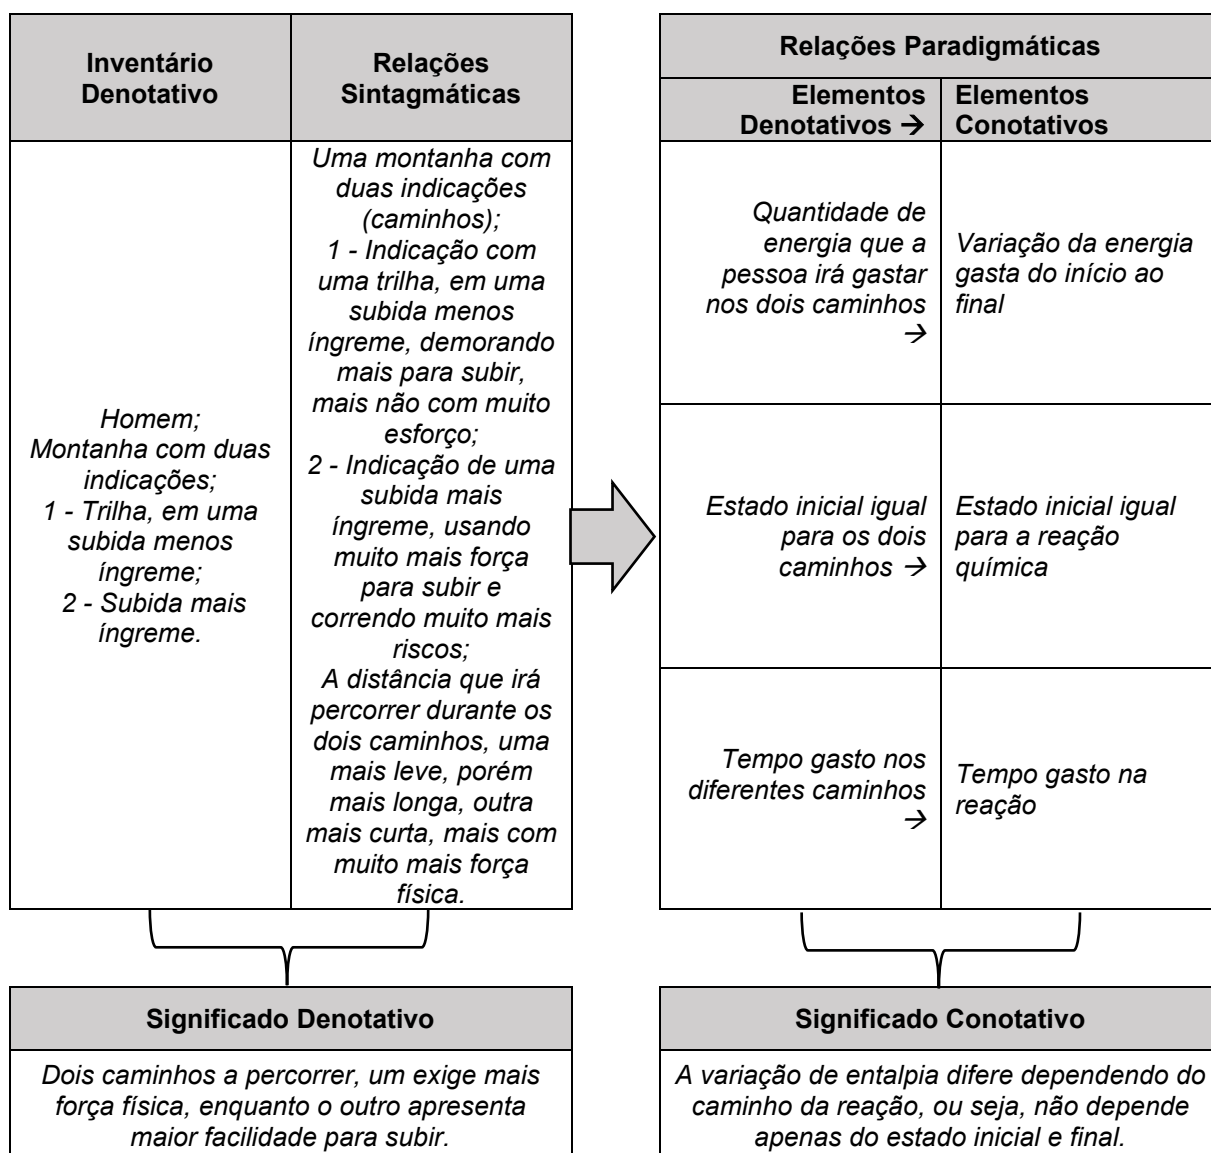 Inventário
Denotativo
Relações
Sintagmáticas
Homem;
Montanha com duas
indicações;
1 - Trilha, em uma
subida menos
íngreme;
2 - Subida mais
íngreme.
Uma montanha com
duas indicações
(caminhos);
1 - Indicação com
uma trilha, em uma
subida menos
íngreme, demorando
mais para subir,
mais não com muito
esforço;
2 - Indicação de uma
subida mais
íngreme, usando
muito mais força
para subir e
correndo muito mais
riscos;
A distância que irá
percorrer durante os
dois caminhos, uma
mais leve, porém
mais longa, outra
mais curta, mais com
muito mais força
física.
Significado Denotativo
Dois caminhos a percorrer, um exige mais
força física, enquanto o outro apresenta
maior facilidade para subir.
Relações Paradigmáticas
Elementos
Denotativos →
Elementos
Conotativos
Quantidade de
energia que a
pessoa irá gastar
nos dois caminhos
→
Variação da energia
gasta do início ao
final
Estado inicial igual
para os dois
caminhos →
Estado inicial igual
para a reação
química
Tempo gasto nos
diferentes caminhos
→
Tempo gasto na
reação
Significado Conotativo
A variação de entalpia difere dependendo do
caminho da reação, ou seja, não depende
apenas do estado inicial e final.